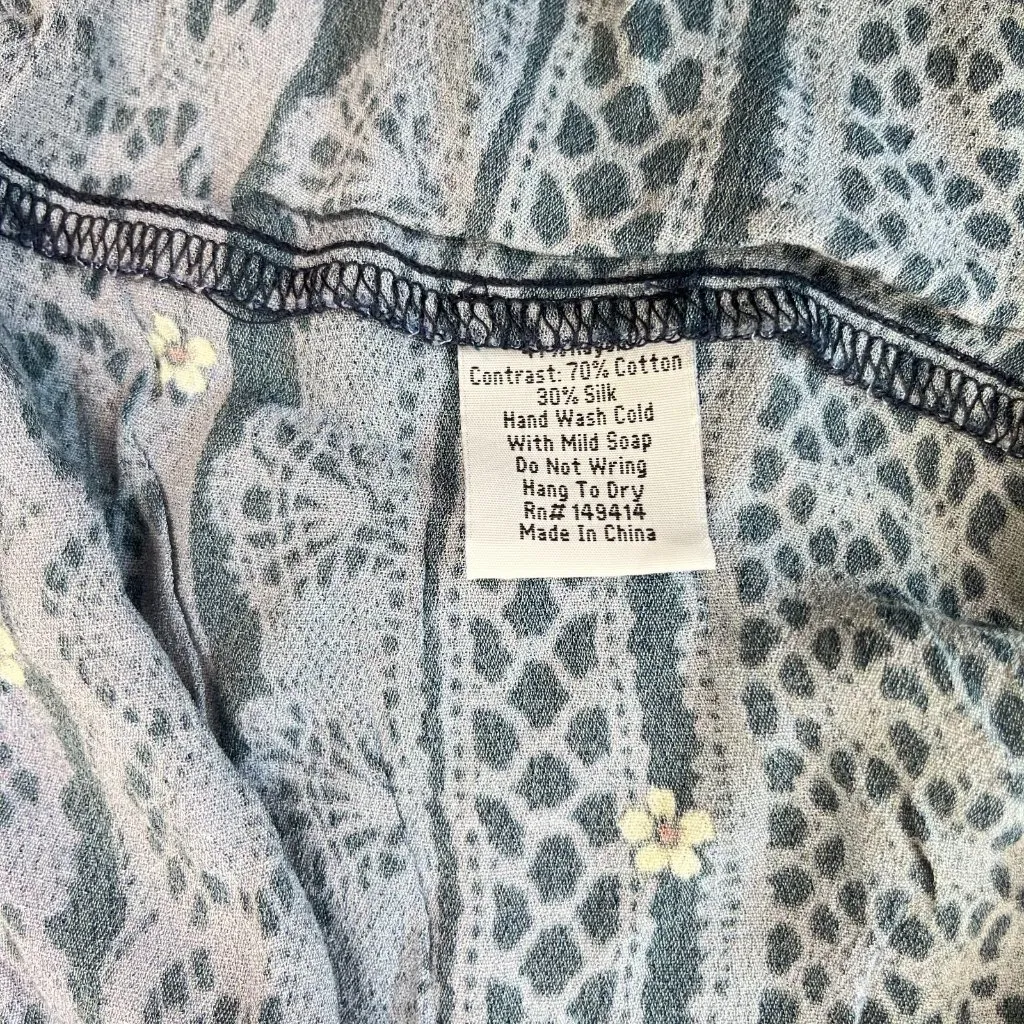 Contrast: 70% Cotton
30% Silk
Hand Wash Cold
With Mild Soap
Do Not Wring
Hang To Dry
Rn# 149414
Made In China